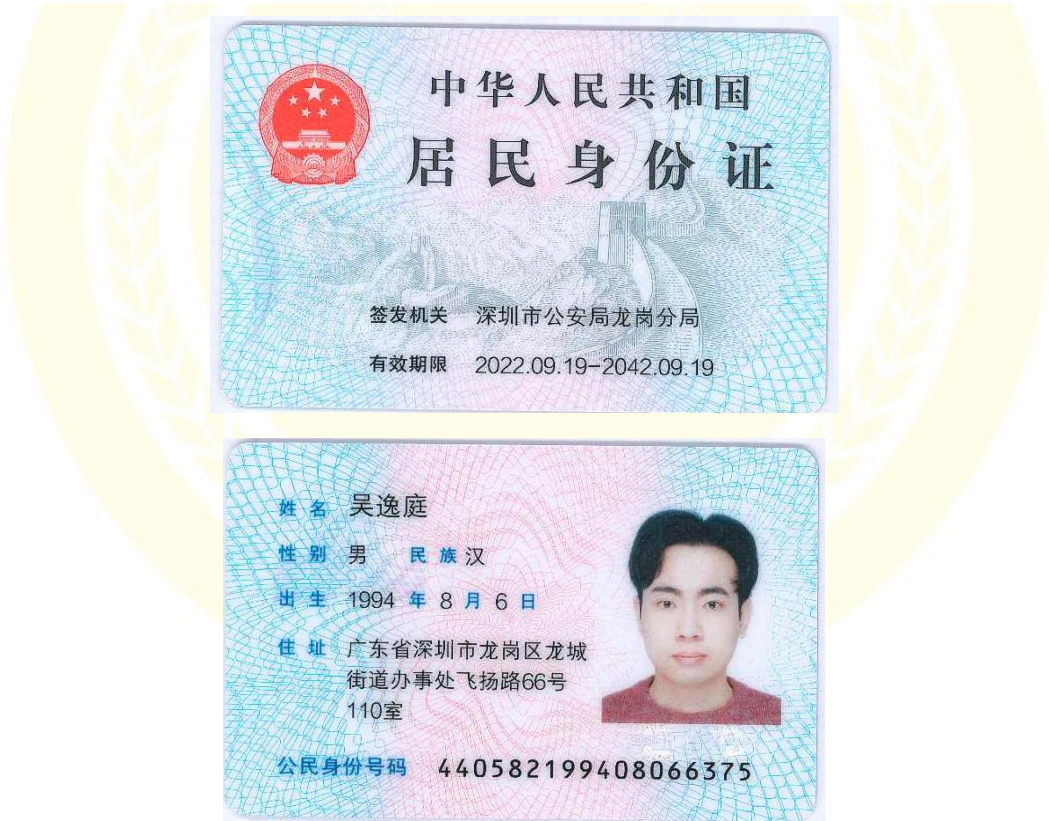 中华人民共和国
居民身份证
签发机关 深圳市公安局龙岗分局
有效期限 2022.09.19-2042.09.19
姓名 吴逸庭
性别 男 民族 汉
出生 1994 年 8 月 6 日
住址 广东省深圳市龙岗区龙城
街道办事处飞扬路66号
110室
公民身份号码 440582199408066375